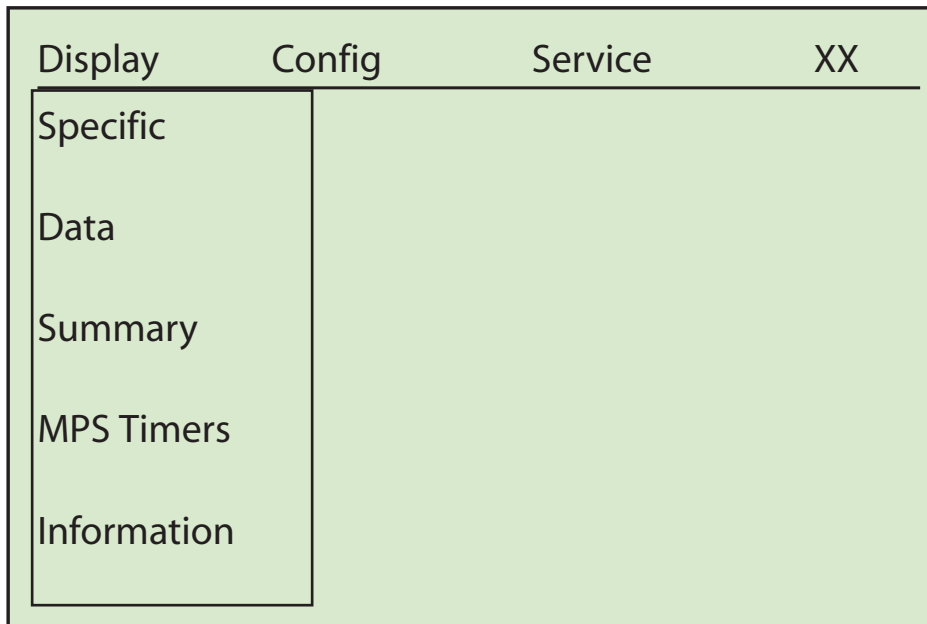 Display Config Service XX
Specific
Data
Summary
MPS Timers
Information